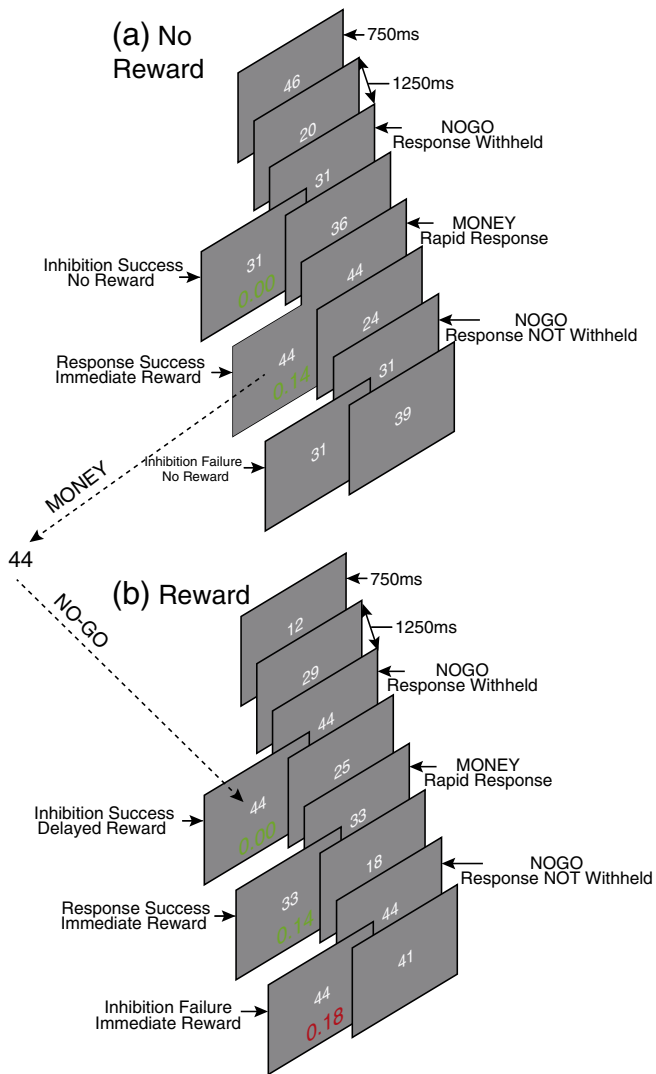 (a) No
Reward
750ms
46
1250ms
20
NOGO
Response Withheld
31
36
MONEY
Rapid Response
31
0.00
Inhibition Success
No Reward
44
24
NOGO
Response NOT Withheld
44
0.14
Response Success
Immediate Reward
31
39
31
Inhibition Failure
No Reward
MONEY
44
NO-GO
(b) Reward
750ms
12
1250ms
29
NOGO
Response Withheld
44
25
MONEY
Rapid Response
44
0.00
Inhibition Success
Delayed Reward
33
18
NOGO
Response NOT Withheld
33
0.14
Response Success
Immediate Reward
44
41
44
0.18
Inhibition Failure
Immediate Reward